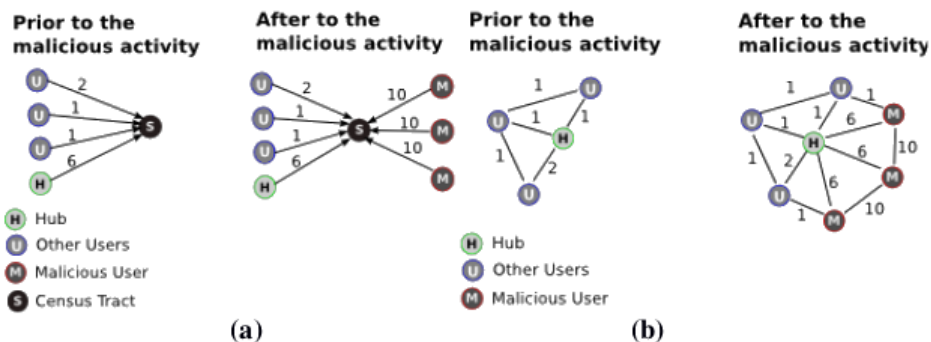 Prior to the
malicious activity
U
U
U
H
S
2
1
1
6
H Hub
U Other Users
M Malicious User
S Census Tract
After to the
malicious activity
U
U
U
H
S
M
M
M
2
1
1
6
10
10
10
(a)
Prior to the
malicious activity
U
U
H
U
1
1
1
1
2
H Hub
U Other Users
M Malicious User
After to the
malicious activity
U
U
H
U
M
M
M
1
1
1
1
6
10
1
2
6
6
1
10
(b)